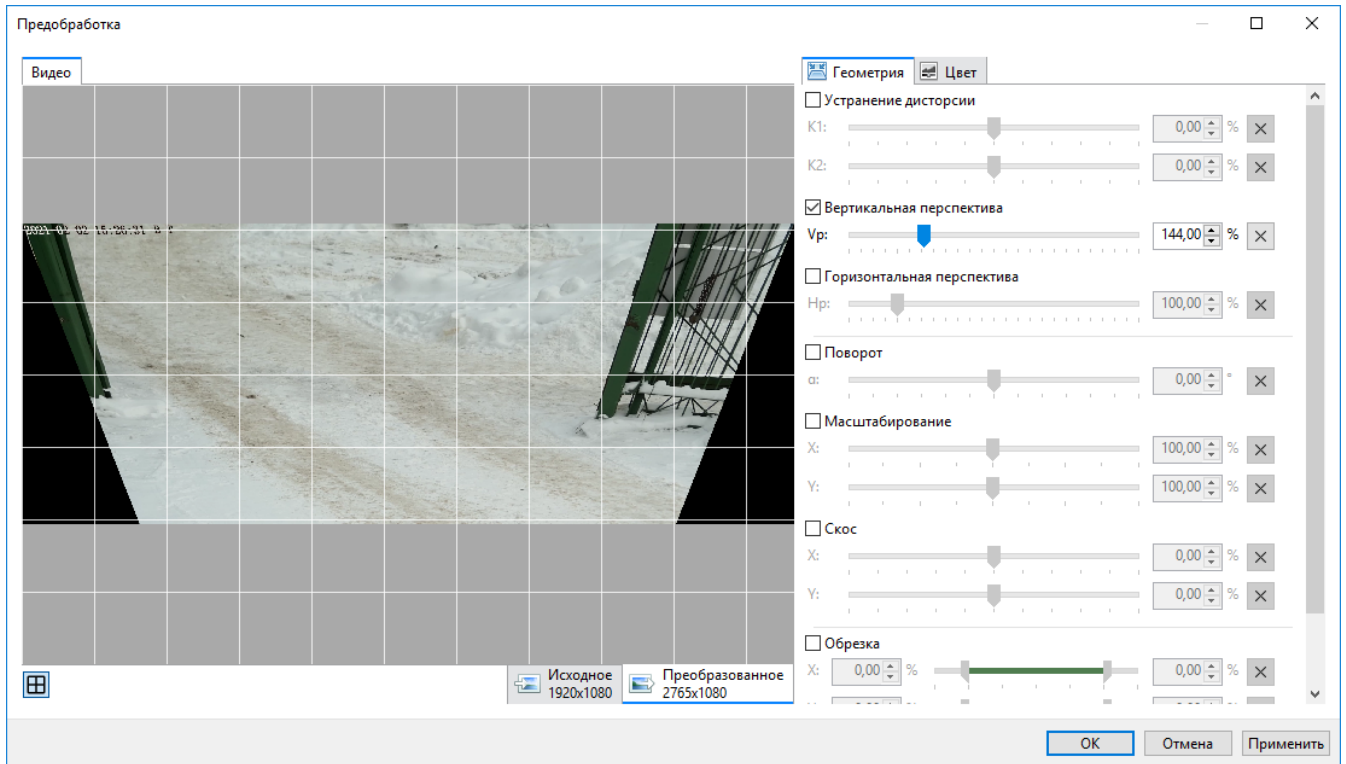 Предобработка
Видео
Геометрия
Цвет
Устранение дисторсии
K1:
0,00
%
K2:
0,00
%
Вертикальная перспектива
Vp:
144,00
%
Горизонтальная перспектива
Hp:
100,00
%
Поворот
α:
0,00
°
Масштабирование
X:
100,00
%
Y:
100,00
%
Скос
X:
0,00
%
Y:
0,00
%
Обрезка
X:
0,00
%
0,00
%
Исходное
1920x1080
Преобразованное
2765x1080
OK
Отмена
Применить